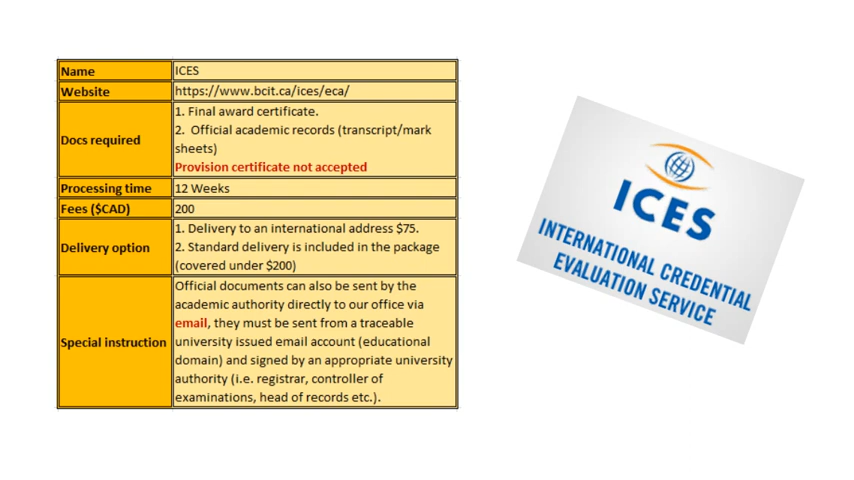 Name ICES
Website https://www.bcit.ca/ices/eca/
Docs required 1. Final award certificate.
2. Official academic records (transcript/mark
sheets)
Provision certificate not accepted
Processing time 12 Weeks
Fees ($CAD) 200
Delivery option 1. Delivery to an international address $75.
2. Standard delivery is included in the package
(covered under $200)
Special instruction Official documents can also be sent by the
academic authority directly to our office via
email, they must be sent from a traceable
university issued email account (educational
domain) and signed by an appropriate university
authority (i.e. registrar, controller of
examinations, head of records etc.).
ICES
INTERNATIONAL CREDENTIAL
EVALUATION SERVICE